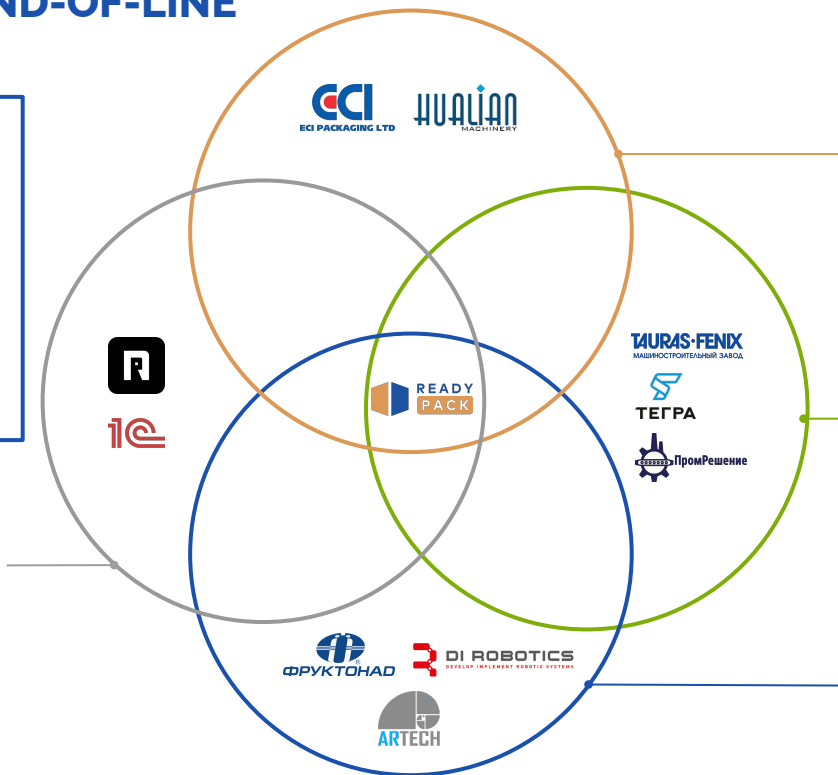 ND-OF-LINE
ECI
ECI PACKAGING LTD
HUALIAN
MACHINERY
TAURAS-FENIX
МАШИНОСТРОИТЕЛЬНЫЙ ЗАВОД
ТЕГРА
ПромРешение
READY
PACK
R
1С
ФРУКТОНАД
®
DI ROBOTICS
DEVELOP IMPLEMENT ROBOTIC SYSTEMS
ARTECH